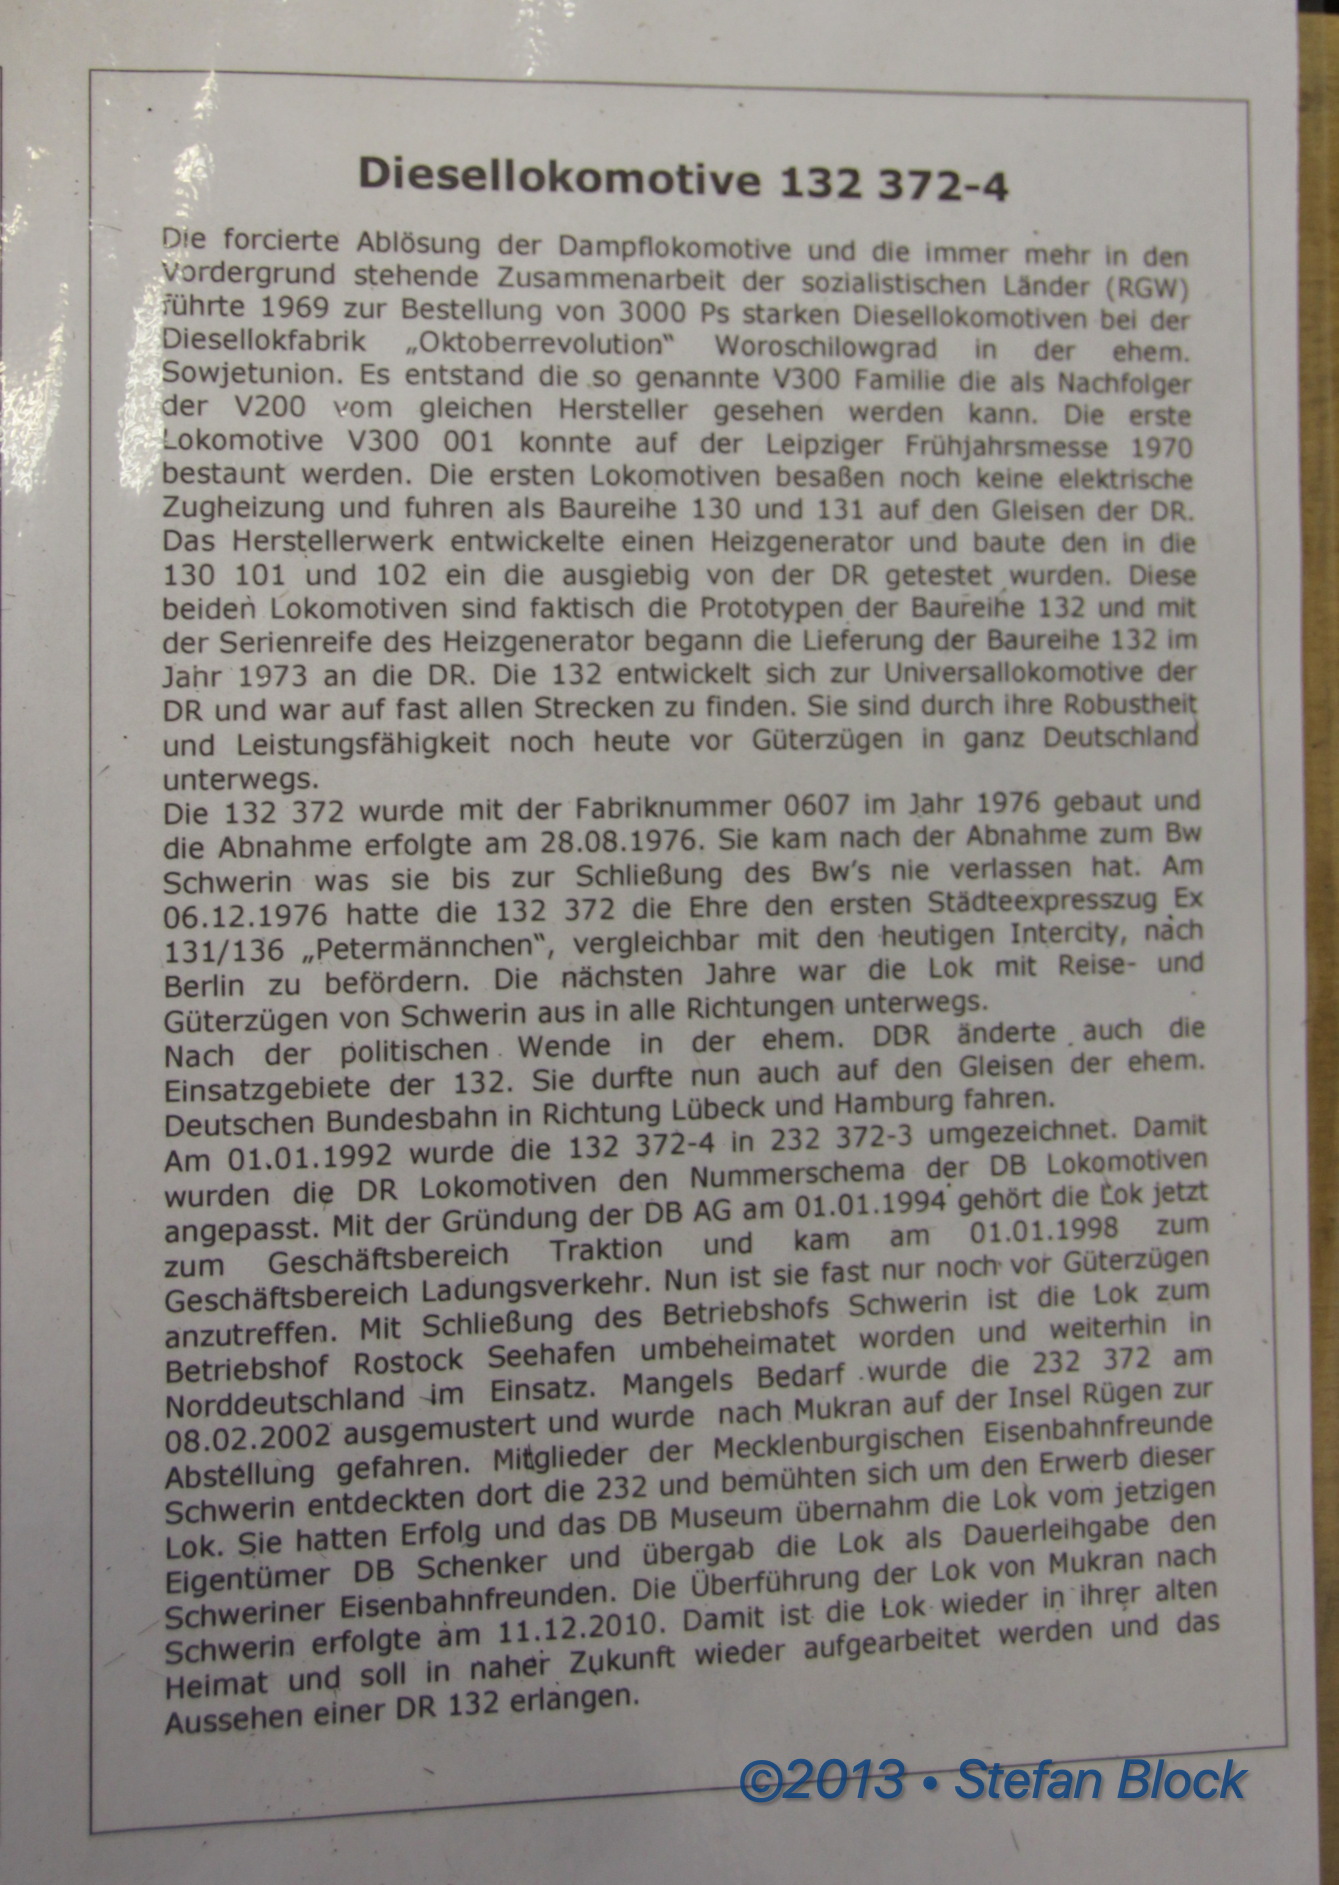 Diesellokomotive 132 372-4
Die forcierte Ablösung der Dampflokomotive und die immer mehr in den
Vordergrund stehende Zusammenarbeit der sozialistischen Länder (RGW)
führte 1969 zur Bestellung von 3000 Ps starken Diesellokomotiven bei der
Diesellokfabrik „Oktoberrevolution“ Woroschilowgrad in der ehem.
Sowjetunion. Es entstand die so genannte V300 Familie die als Nachfolger
der V200 vom gleichen Hersteller gesehen werden kann. Die erste
Lokomotive V300 001 konnte auf der Leipziger Frühjahrsmesse 1970
bestaunt werden. Die ersten Lokomotiven besaßen noch keine elektrische
Zugheizung und fuhren als Baureihe 130 und 131 auf den Gleisen der DR.
Das Herstellerwerk entwickelte einen Heizgenerator und baute den in die
130 101 und 102 ein die ausgiebig von der DR getestet wurden. Diese
beiden Lokomotiven sind faktisch die Prototypen der Baureihe 132 und mit
der Serienreife des Heizgenerator begann die Lieferung der Baureihe 132 im
Jahr 1973 an die DR. Die 132 entwickelt sich zur Universallokomotive der
DR und war auf fast allen Strecken zu finden. Sie sind durch ihre Robustheit
und Leistungsfähigkeit noch heute vor Güterzügen in ganz Deutschland
unterwegs.
Die 132 372 wurde mit der Fabriknummer 0607 im Jahr 1976 gebaut und
die Abnahme erfolgte am 28.08.1976. Sie kam nach der Abnahme zum Bw
Schwerin was sie bis zur Schließung des Bw’s nie verlassen hat. Am
06.12.1976 hatte die 132 372 die Ehre den ersten Städteexpresszug Ex
131/136 „Petermännchen“, vergleichbar mit den heutigen Intercity, nach
Berlin zu befördern. Die nächsten Jahre war die Lok mit Reise- und
Güterzügen von Schwerin aus in alle Richtungen unterwegs.
Nach der politischen Wende in der ehem. DDR änderte auch die
Einsatzgebiete der 132. Sie durfte nun auch auf den Gleisen der ehem.
Deutschen Bundesbahn in Richtung Lübeck und Hamburg fahren.
Am 01.01.1992 wurde die 132 372-4 in 232 372-3 umgezeichnet. Damit
wurden die DR Lokomotiven den Nummerschema der DB Lokomotiven
angepasst. Mit der Gründung der DB AG am 01.01.1994 gehört die Lok jetzt
zum Geschäftsbereich Traktion und kam am 01.01.1998 zum
Geschäftsbereich Ladungsverkehr. Nun ist sie fast nur noch vor Güterzügen
anzutreffen. Mit Schließung des Betriebshofs Schwerin ist die Lok zum
Betriebshof Rostock Seehafen umbeheimatet worden und weiterhin in
Norddeutschland im Einsatz. Mangels Bedarf wurde die 232 372 am
08.02.2002 ausgemustert und wurde nach Mukran auf der Insel Rügen zur
Abstellung gefahren. Mitglieder der Mecklenburgischen Eisenbahnfreunde
Schwerin entdeckten dort die 232 und bemühten sich um den Erwerb dieser
Lok. Sie hatten Erfolg und das DB Museum übernahm die Lok vom jetzigen
Eigentümer DB Schenker und übergab die Lok als Dauerleihgabe den
Schweriner Eisenbahnfreunden. Die Überführung der Lok von Mukran nach
Schwerin erfolgte am 11.12.2010. Damit ist die Lok wieder in ihrer alten
Heimat und soll in naher Zukunft wieder aufgearbeitet werden und das
Aussehen einer DR 132 erlangen.
©2013 • Stefan Block